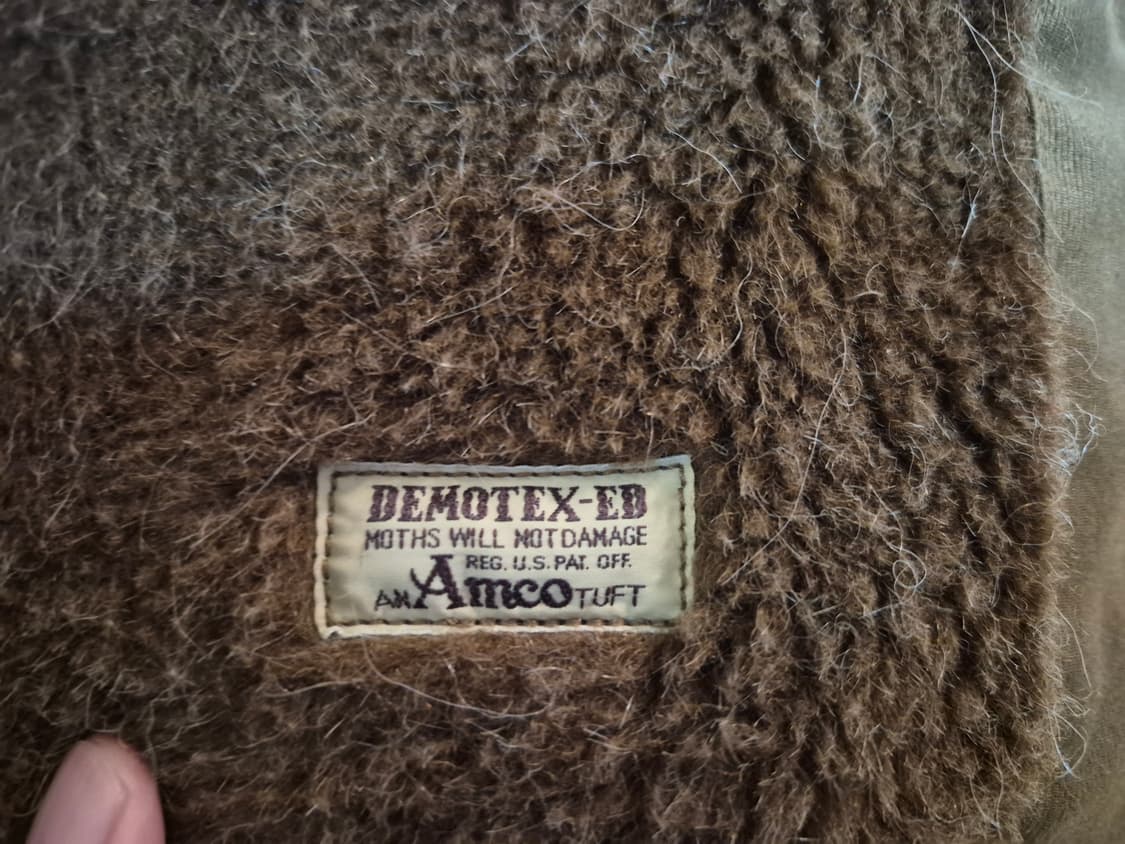 DEMOTEX-ED
MOTHS WILL NOT DAMAGE
REG. U.S. PAT. OFF.
AN Amco TUFT